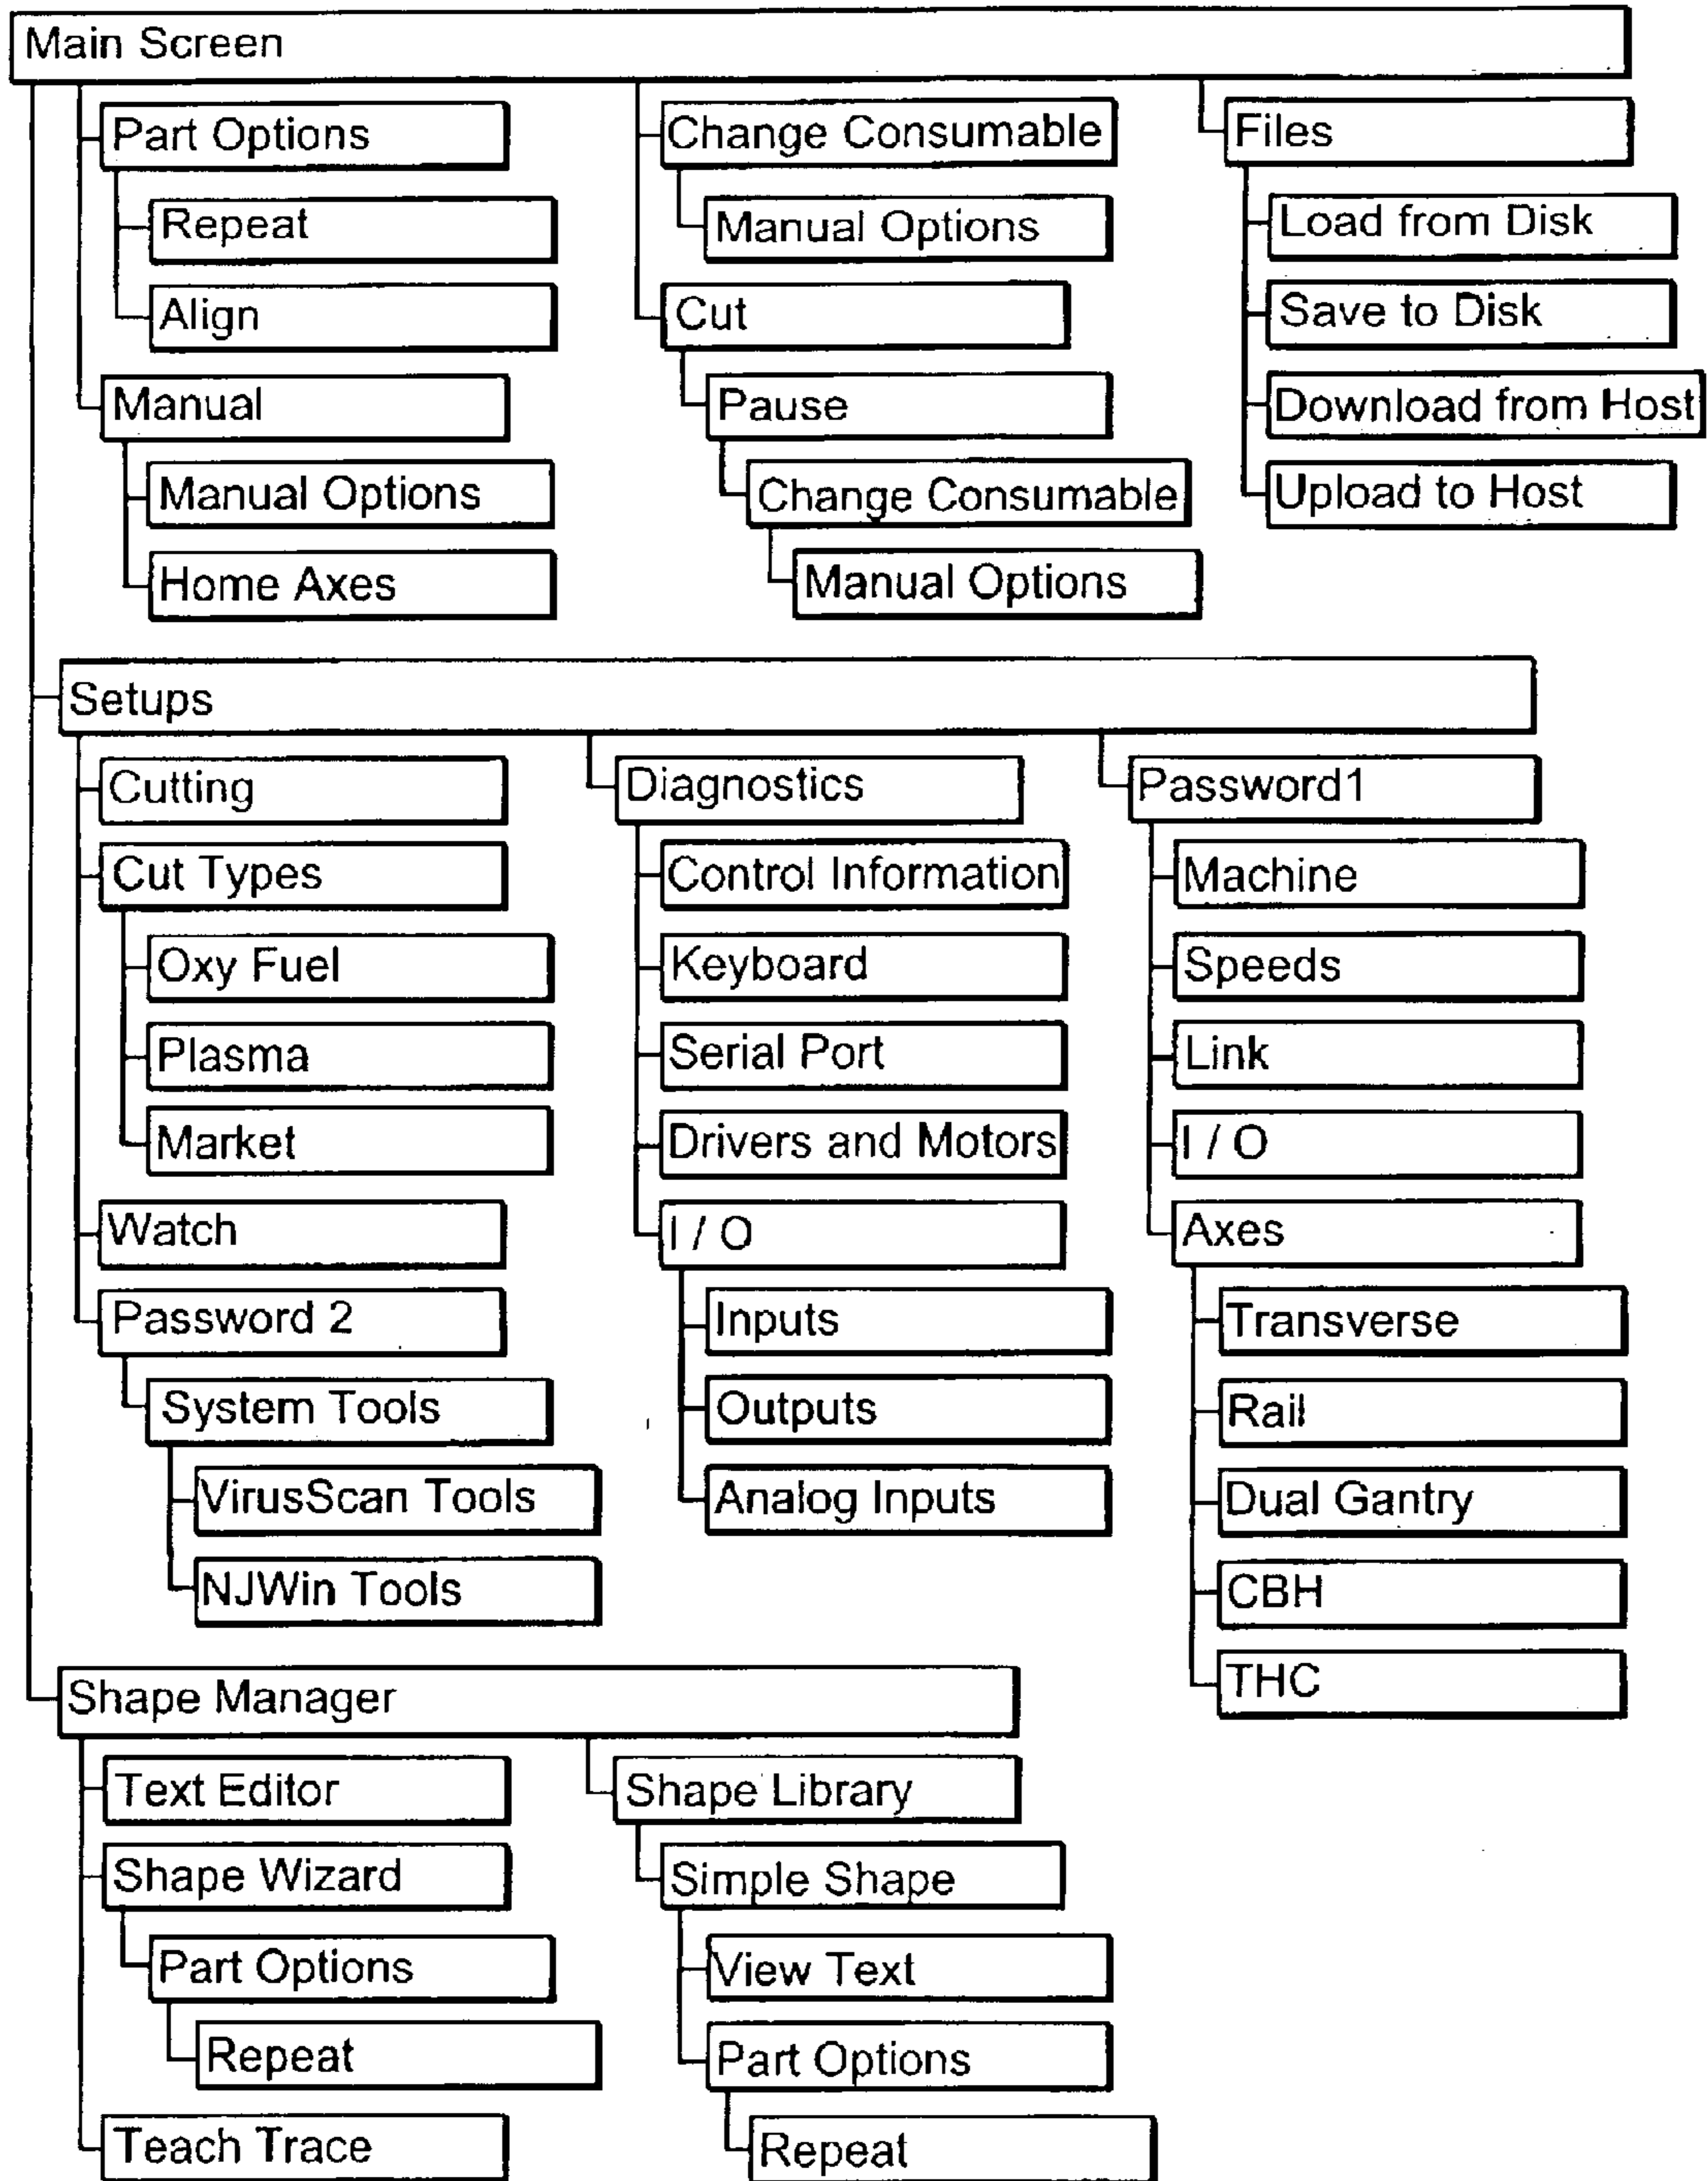 Main Screen
Part Options
Repeat
Align
Manual
Manual Options
Home Axes
Change Consumable
Manual Options
Cut
Pause
Change Consumable
Manual Options
Files
Load from Disk
Save to Disk
Download from Host
Upload to Host
Setups
Cutting
Cut Types
Oxy Fuel
Plasma
Market
Watch
Password 2
System Tools
VirusScan Tools
NJWin Tools
Diagnostics
Control Information
Keyboard
Serial Port
Drivers and Motors
I / O
Inputs
Outputs
Analog Inputs
Password1
Machine
Speeds
Link
I / O
Axes
Transverse
Rail
Dual Gantry
CBH
THC
Shape Manager
Text Editor
Shape Wizard
Part Options
Repeat
Teach Trace
Shape Library
Simple Shape
View Text
Part Options
Repeat